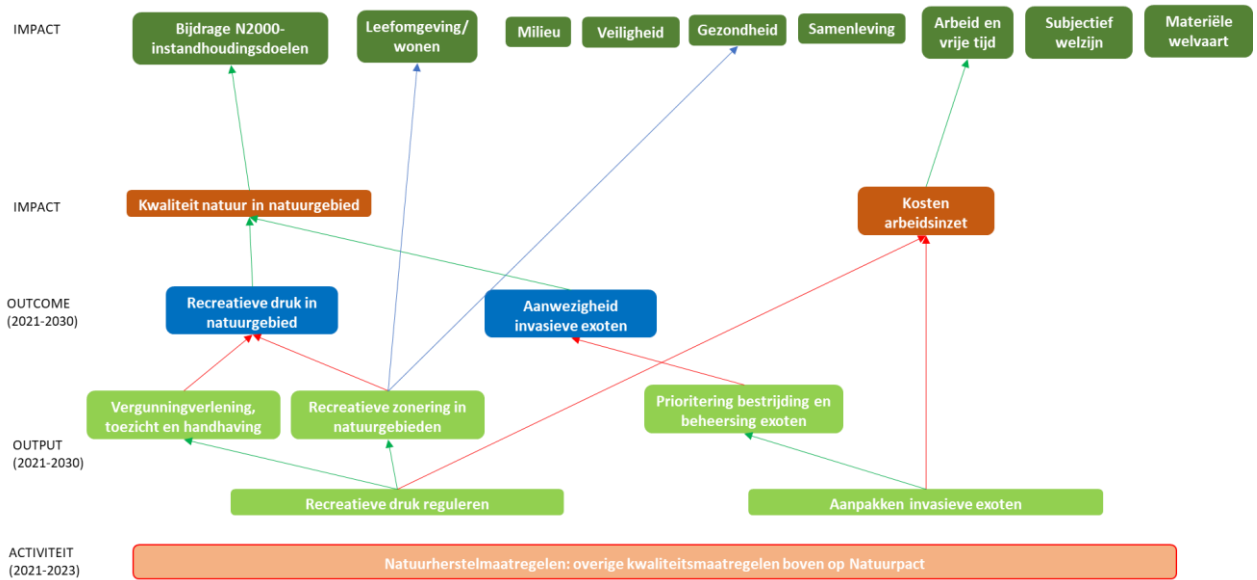 IMPACT
Bijdrage N2000-
instandhoudingsdoelen
Leefomgeving/
wonen
Milieu
Veiligheid
Gezondheid
Samenleving
Arbeid en
vrije tijd
Subjectief
welzijn
Materiële
welvaart
IMPACT
Kwaliteit natuur in natuurgebied
Kosten
arbeidsinzet
OUTCOME
(2021-2030)
Recreatieve druk in
natuurgebied
Aanwezigheid
invasieve exoten
Vergunningverlening,
toezicht en handhaving
Recreatieve zonering in
natuurgebieden
Prioritering bestrijding en
beheersing exoten
OUTPUT
(2021-2030)
Recreatieve druk reguleren
Aanpakken invasieve exoten
ACTIVITEIT
(2021-2023)
Natuurherstelmaatregelen: overige kwaliteitsmaatregelen boven op Natuurpact